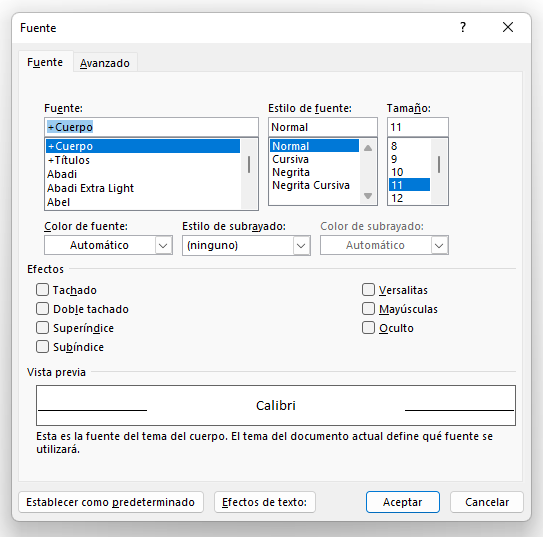 Fuente
Fuente Avanzado
Fuente: Estilo de fuente: Tamaño:
+Cuerpo Normal 11
+Cuerpo Normal 8
+Títulos Cursiva 9
Abadi Negrita 10
Abadi Extra Light Negrita Cursiva 11
Abel 12
Color de fuente: Estilo de subrayado: Color de subrayado:
Automático (ninguno) Automático
Efectos
Tachado Versalitas
Doble tachado Mayúsculas
Superíndice Oculto
Subíndice
Vista previa
Calibri
Esta es la fuente del tema del cuerpo. El tema del documento actual define qué fuente se
utilizará.
Establecer como predeterminado Efectos de texto: Aceptar Cancelar